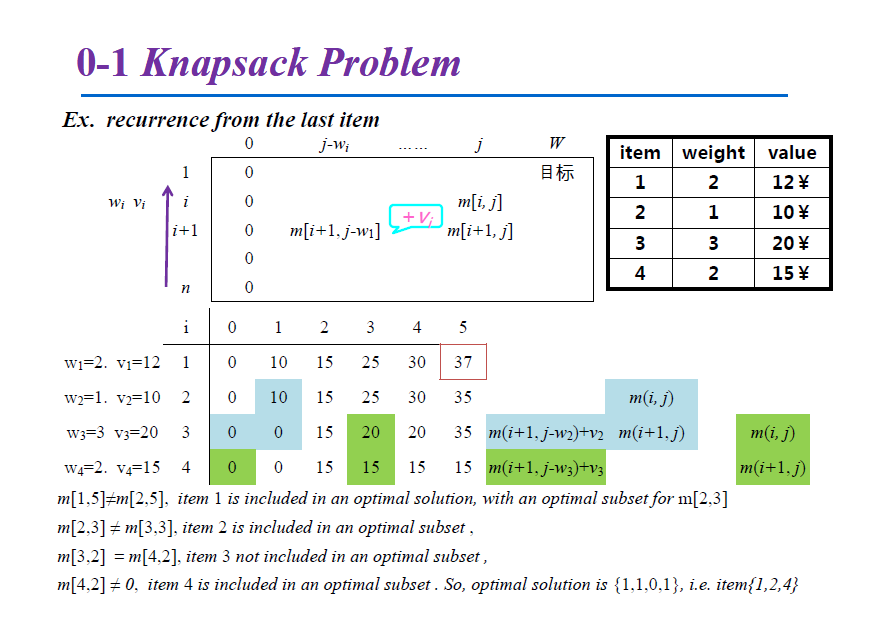 0-1 Knapsack Problem
Ex. recurrence from the last item
0 j-wᵢ ...... j W
1 0 目标
wᵢ vᵢ i 0 m[i, j]
+vᵢ
i+1 0 m[i+1, j-w₁] m[i+1, j]
0
n 0
item weight value
1 2 12¥
2 1 10¥
3 3 20¥
4 2 15¥
i 0 1 2 3 4 5
w₁=2. v₁=12 1 0 10 15 25 30 37
w₂=1. v₂=10 2 0 10 15 25 30 35 m(i, j)
w₃=3 v₃=20 3 0 0 15 20 20 35 m(i+1, j-w₂)+v₂ m(i+1, j) m(i, j)
w₄=2. v₄=15 4 0 0 15 15 15 15 m(i+1, j-w₃)+v₃ m(i+1, j)
m[1,5]≠m[2,5], item 1 is included in an optimal solution, with an optimal subset for m[2,3]
m[2,3] ≠ m[3,3], item 2 is included in an optimal subset ,
m[3,2] = m[4,2], item 3 not included in an optimal subset ,
m[4,2] ≠ 0, item 4 is included in an optimal subset . So, optimal solution is {1,1,0,1}, i.e. item{1,2,4}